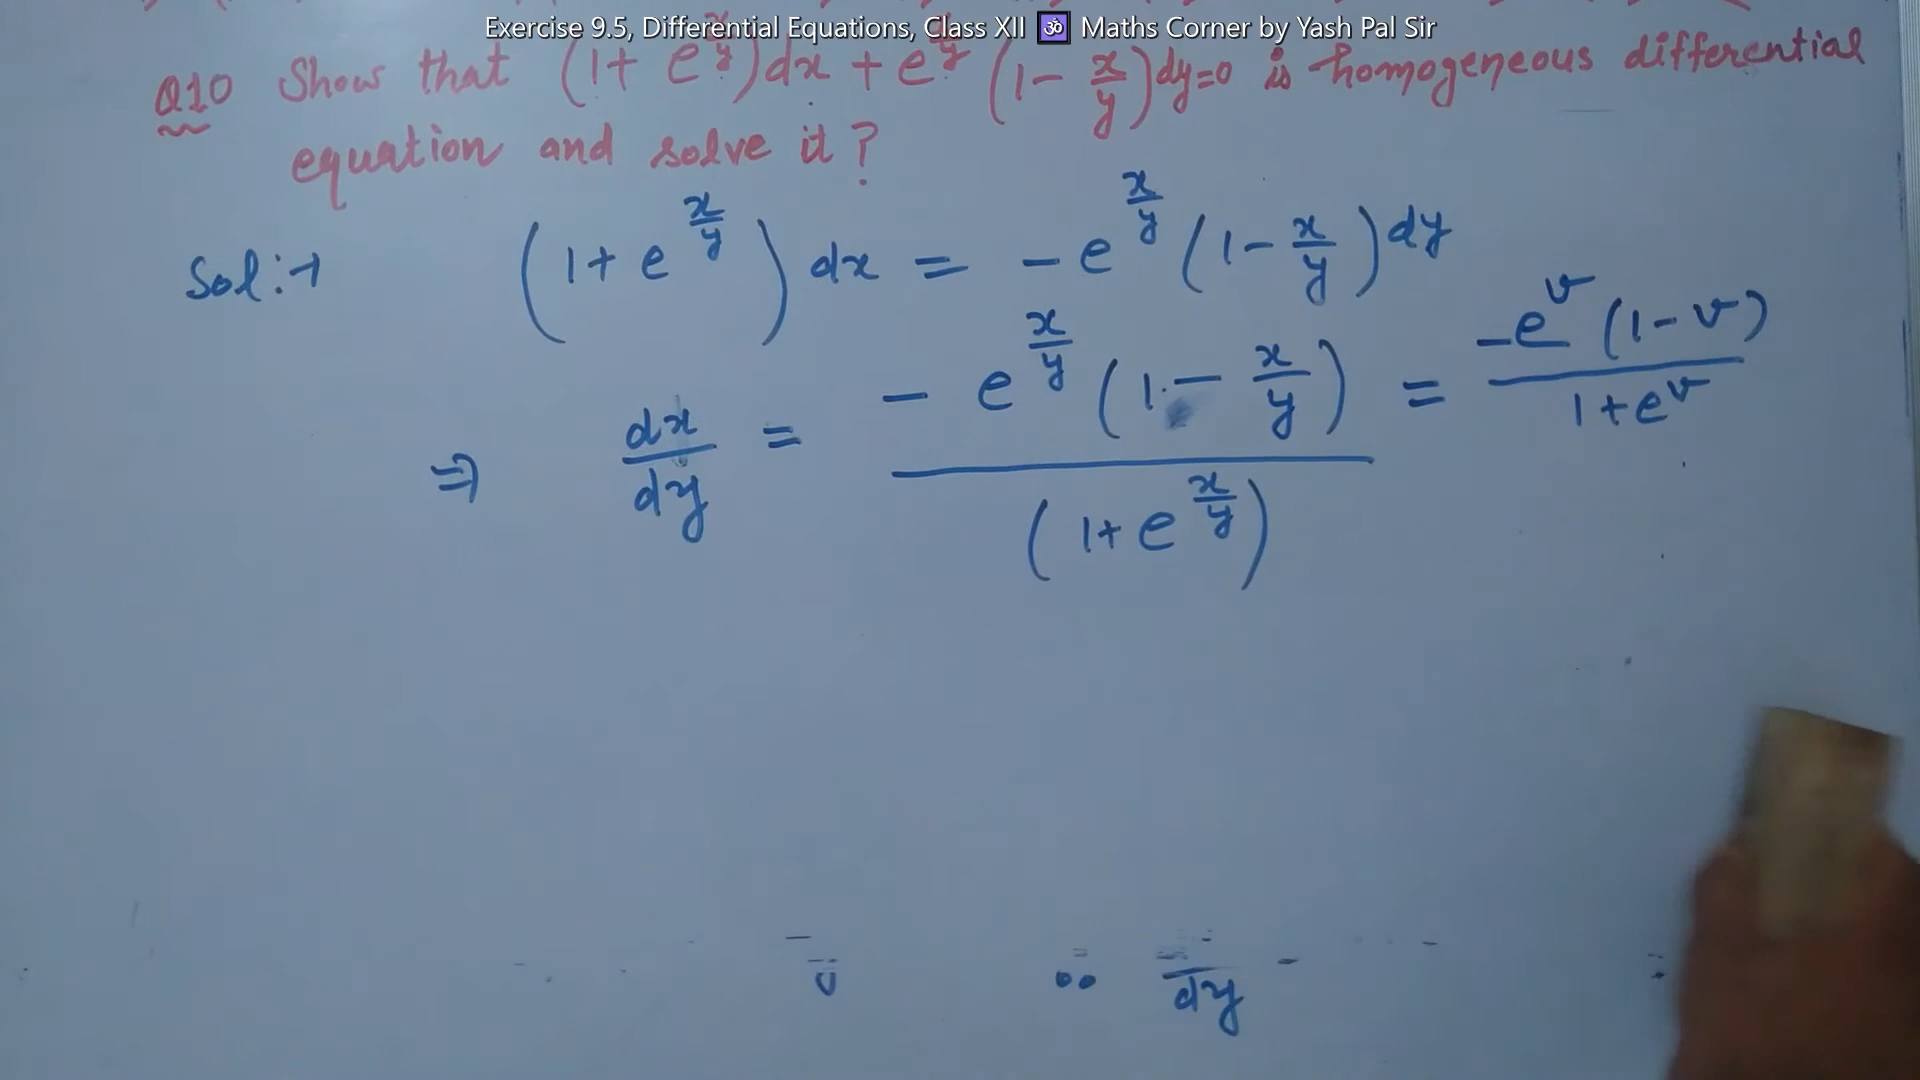 Exercise 9.5, Differential Equations, Class XII 🕉 Maths Corner by Yash Pal Sir
Q10 Show that (1+ e^{x/y})dx + e^{x/y} (1- x/y)dy=0 is homogeneous differential
equation and solve it?
Sol:→ (1+ e^{x/y}) dx = - e^{x/y} (1- x/y) dy
⇒ dx/dy = - e^{x/y} (1- x/y) / (1+ e^{x/y}) = -e^v (1-v) / 1+e^v
dy